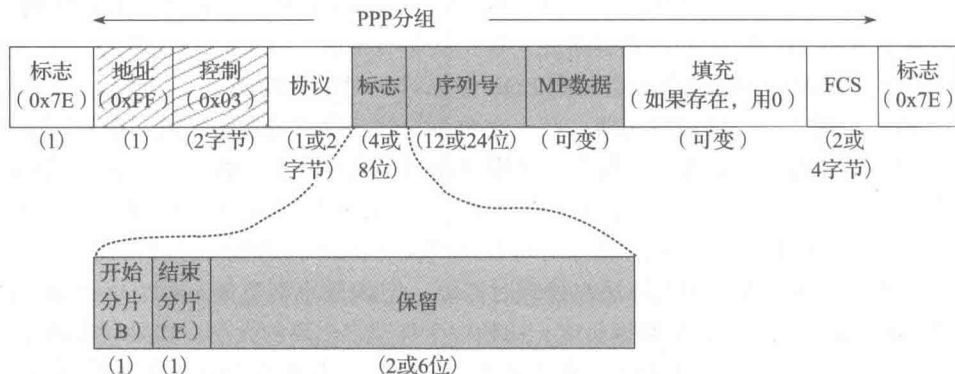 PPP分组
标志 地址 控制 协议 标志 序列号 MP数据 填充 FCS 标志
(0x7E) (0xFF) (0x03) (如果存在，用0) (0x7E)
(1) (1) (2字节) (1或2 (4或 (12或24位) (可变) (可变) (2或
字节) 8位) 4字节)
开始 结束
分片 分片 保留
(B) (E)
(1) (1) (2或6位)